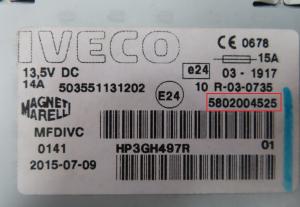 IVECO
CE 0678
13,5V DC
14A
503551131202
e24
15A
03 - 1917
E24
10 R-03-0735
5802004525
MAGNETI
MARELLI
MFDIVC
0141
HP3GH497R
01
2015-07-09